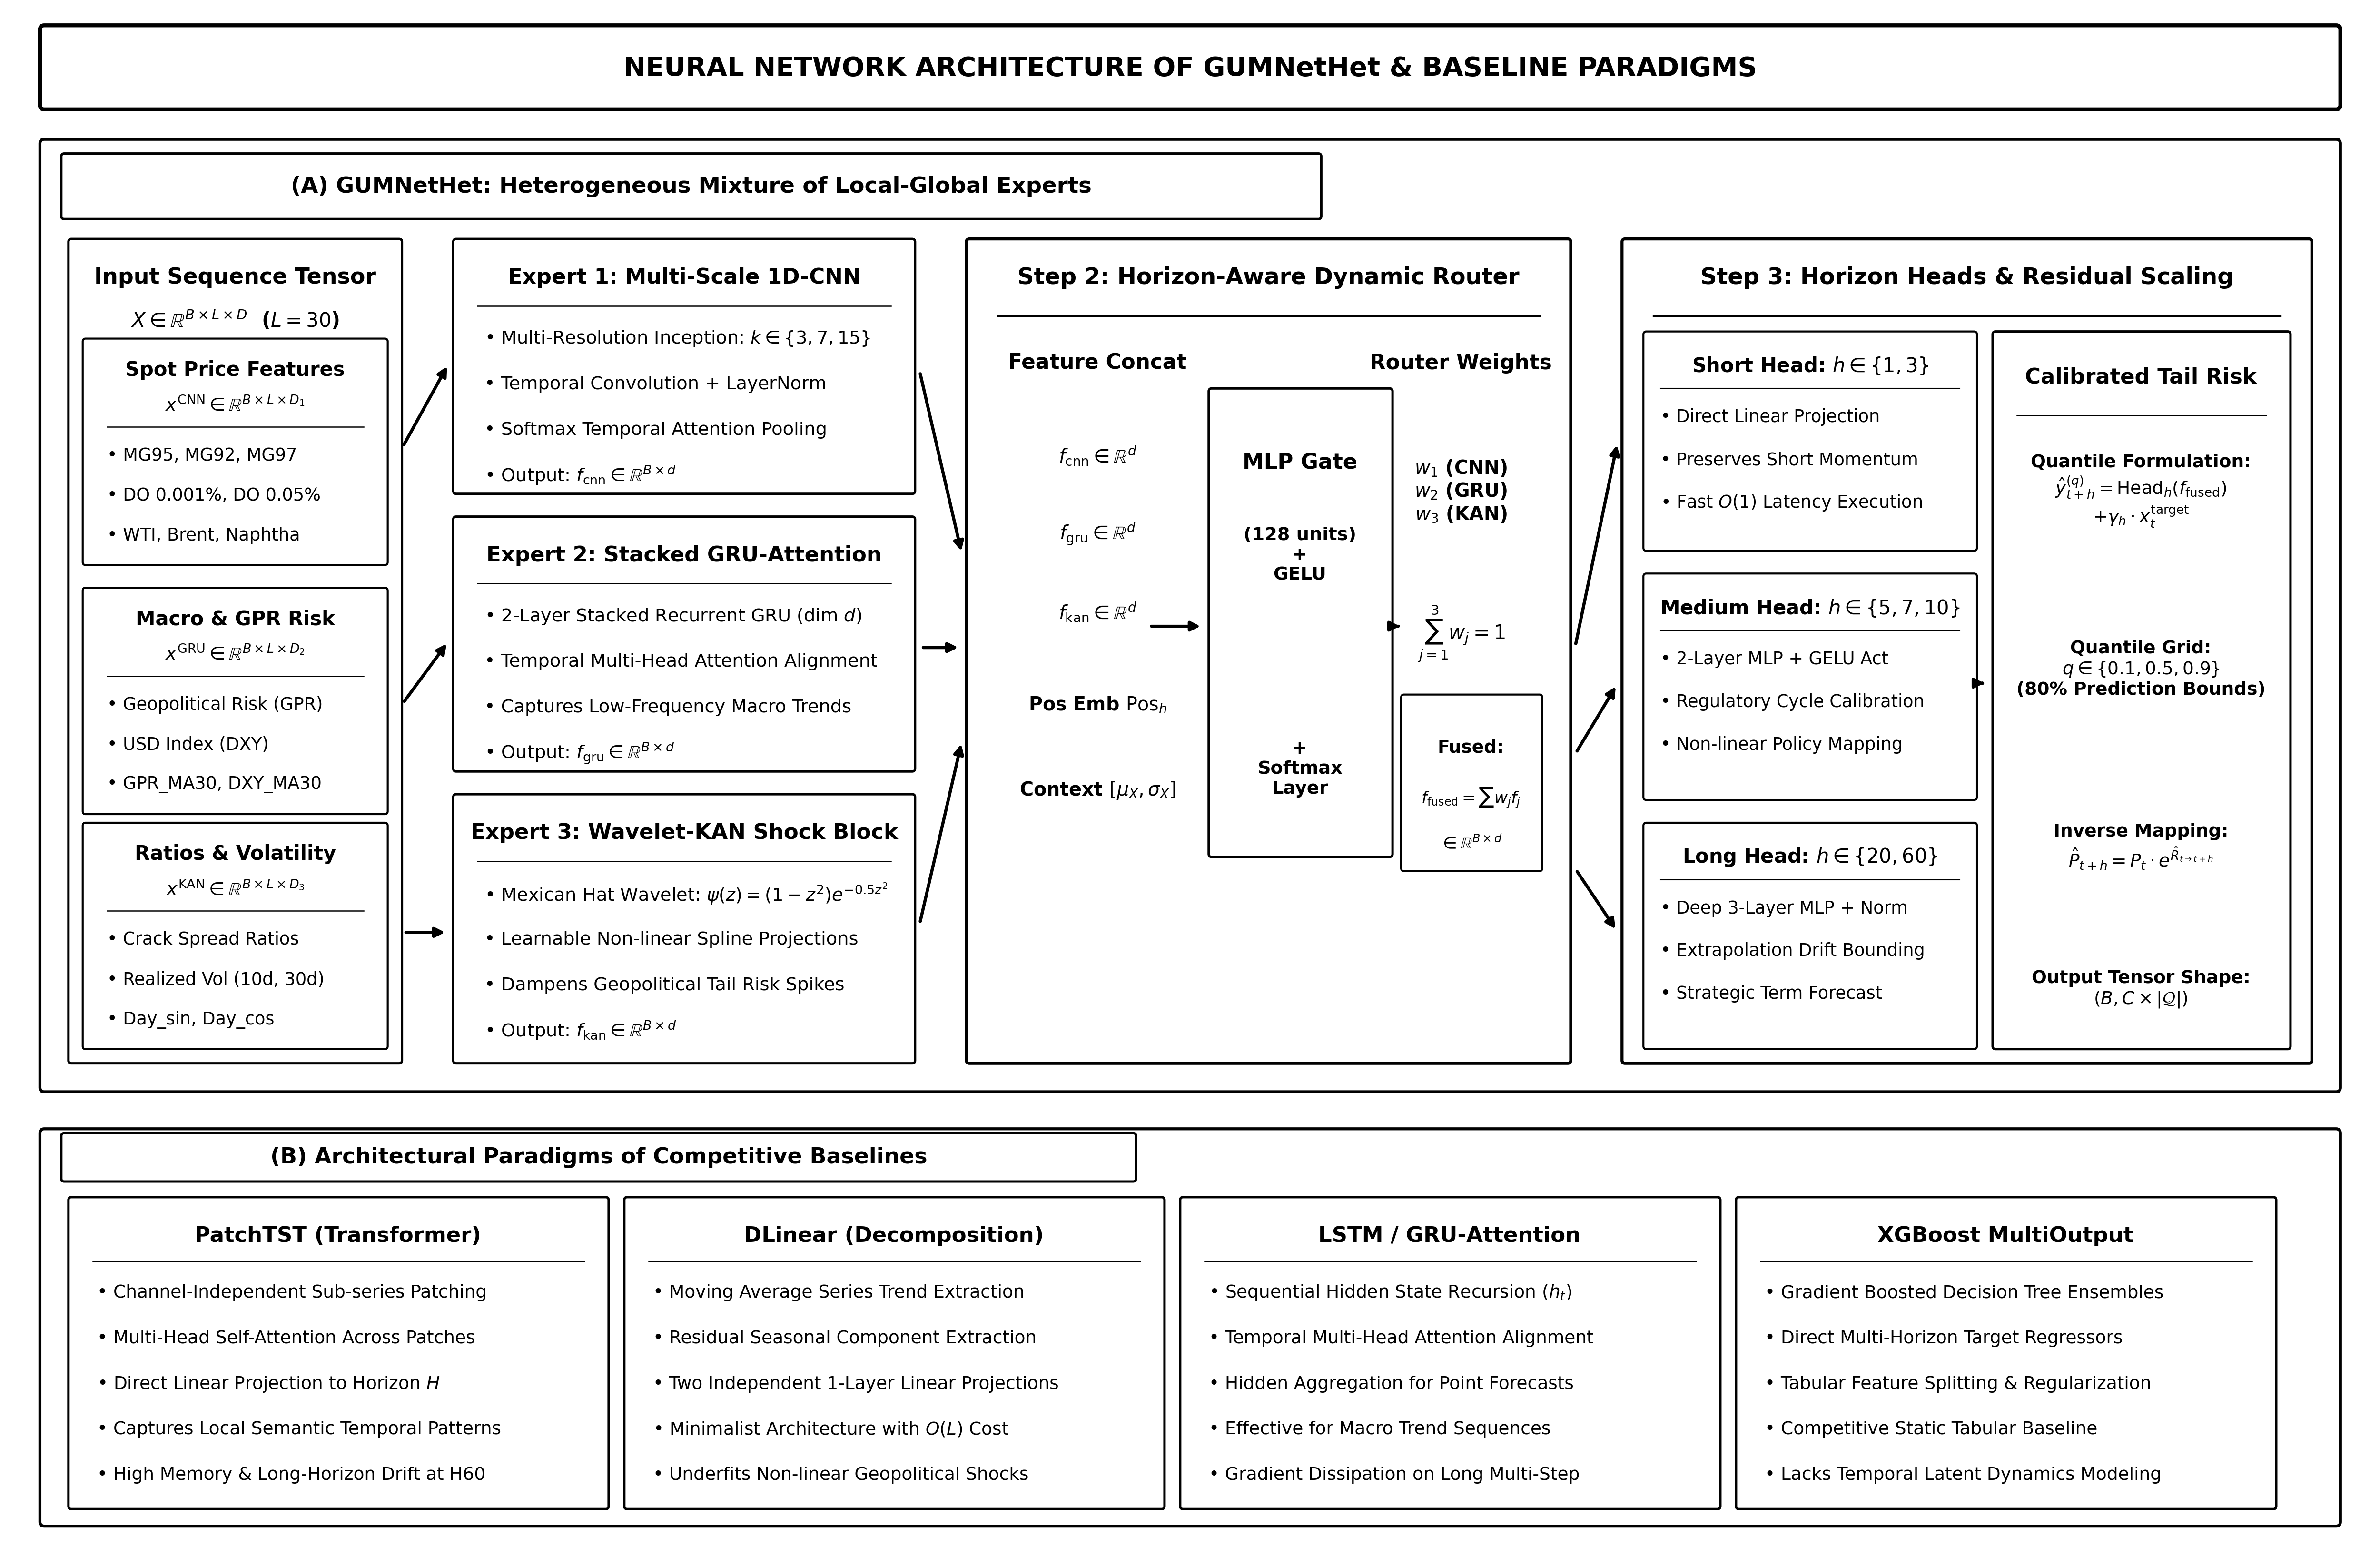 NEURAL NETWORK ARCHITECTURE OF GUMNetHet & BASELINE PARADIGMS
(A) GUMNetHet: Heterogeneous Mixture of Local-Global Experts
Input Sequence Tensor
X ∈ ℝ^{B×L×D} (L = 30)
Spot Price Features
x^{CNN} ∈ ℝ^{B×L×D₁}
• MG95, MG92, MG97
• DO 0.001%, DO 0.05%
• WTI, Brent, Naphtha
Macro & GPR Risk
x^{GRU} ∈ ℝ^{B×L×D₂}
• Geopolitical Risk (GPR)
• USD Index (DXY)
• GPR_MA30, DXY_MA30
Ratios & Volatility
x^{KAN} ∈ ℝ^{B×L×D₃}
• Crack Spread Ratios
• Realized Vol (10d, 30d)
• Day_sin, Day_cos
Expert 1: Multi-Scale 1D-CNN
• Multi-Resolution Inception: k ∈ {3, 7, 15}
• Temporal Convolution + LayerNorm
• Softmax Temporal Attention Pooling
• Output: f_{cnn} ∈ ℝ^{B×d}
Expert 2: Stacked GRU-Attention
• 2-Layer Stacked Recurrent GRU (dim d)
• Temporal Multi-Head Attention Alignment
• Captures Low-Frequency Macro Trends
• Output: f_{gru} ∈ ℝ^{B×d}
Expert 3: Wavelet-KAN Shock Block
• Mexican Hat Wavelet: ψ(z) = (1 − z²)e^{−0.5z²}
• Learnable Non-linear Spline Projections
• Dampens Geopolitical Tail Risk Spikes
• Output: f_{kan} ∈ ℝ^{B×d}
Step 2: Horizon-Aware Dynamic Router
Feature Concat
f_{cnn} ∈ ℝ^d
f_{gru} ∈ ℝ^d
f_{kan} ∈ ℝ^d
Pos Emb Pos_h
Context [μ_X, σ_X]
MLP Gate
(128 units)
+
GELU
+
Softmax
Layer
Router Weights
w₁ (CNN)
w₂ (GRU)
w₃ (KAN)
∑_{j=1}^{3} w_j = 1
Fused:
f_{fused} = ∑ w_j f_j
∈ ℝ^{B×d}
Step 3: Horizon Heads & Residual Scaling
Short Head: h ∈ {1, 3}
• Direct Linear Projection
• Preserves Short Momentum
• Fast O(1) Latency Execution
Medium Head: h ∈ {5, 7, 10}
• 2-Layer MLP + GELU Act
• Regulatory Cycle Calibration
• Non-linear Policy Mapping
Long Head: h ∈ {20, 60}
• Deep 3-Layer MLP + Norm
• Extrapolation Drift Bounding
• Strategic Term Forecast
Calibrated Tail Risk
Quantile Formulation:
ŷ_{t+h}^{(q)} = Head_h(f_{fused})
+γ_h · x_t^{target}
Quantile Grid:
q ∈ {0.1, 0.5, 0.9}
(80% Prediction Bounds)
Inverse Mapping:
P̂_{t+h} = P_t · e^{R̂_{t→t+h}}
Output Tensor Shape:
(B, C × |𝒬|)
(B) Architectural Paradigms of Competitive Baselines
PatchTST (Transformer)
• Channel-Independent Sub-series Patching
• Multi-Head Self-Attention Across Patches
• Direct Linear Projection to Horizon H
• Captures Local Semantic Temporal Patterns
• High Memory & Long-Horizon Drift at H60
DLinear (Decomposition)
• Moving Average Series Trend Extraction
• Residual Seasonal Component Extraction
• Two Independent 1-Layer Linear Projections
• Minimalist Architecture with O(L) Cost
• Underfits Non-linear Geopolitical Shocks
LSTM / GRU-Attention
• Sequential Hidden State Recursion (h_t)
• Temporal Multi-Head Attention Alignment
• Hidden Aggregation for Point Forecasts
• Effective for Macro Trend Sequences
• Gradient Dissipation on Long Multi-Step
XGBoost MultiOutput
• Gradient Boosted Decision Tree Ensembles
• Direct Multi-Horizon Target Regressors
• Tabular Feature Splitting & Regularization
• Competitive Static Tabular Baseline
• Lacks Temporal Latent Dynamics Modeling